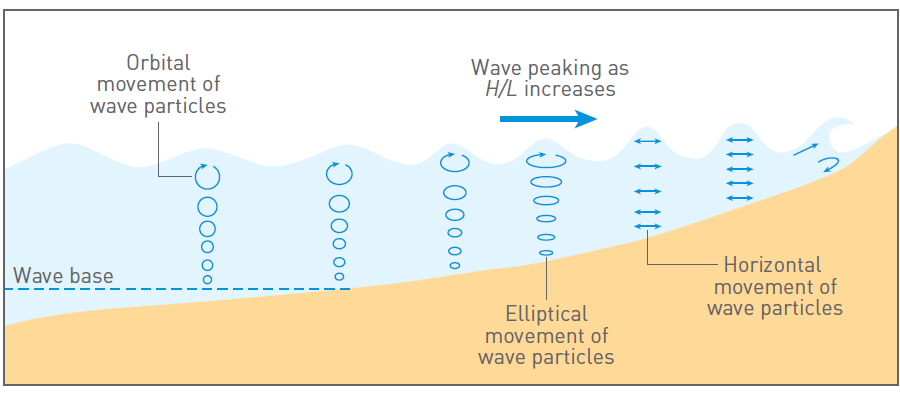 Orbital
movement of
wave particles
Wave peaking as
H/L increases
Wave base
Elliptical
movement of
wave particles
Horizontal
movement of
wave particles